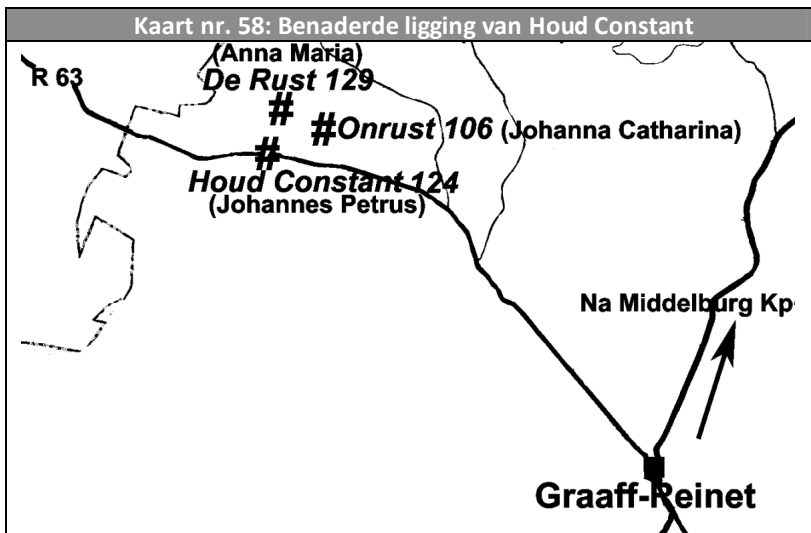 Kaart nr. 58: Benaderde ligging van Houd Constant
(Anna Maria)
R 63
De Rust 129
#
# Onrust 106 (Johanna Catharina)
#
Houd Constant 124
(Johannes Petrus)
Na Middelburg Kp
Graaff-Reinet